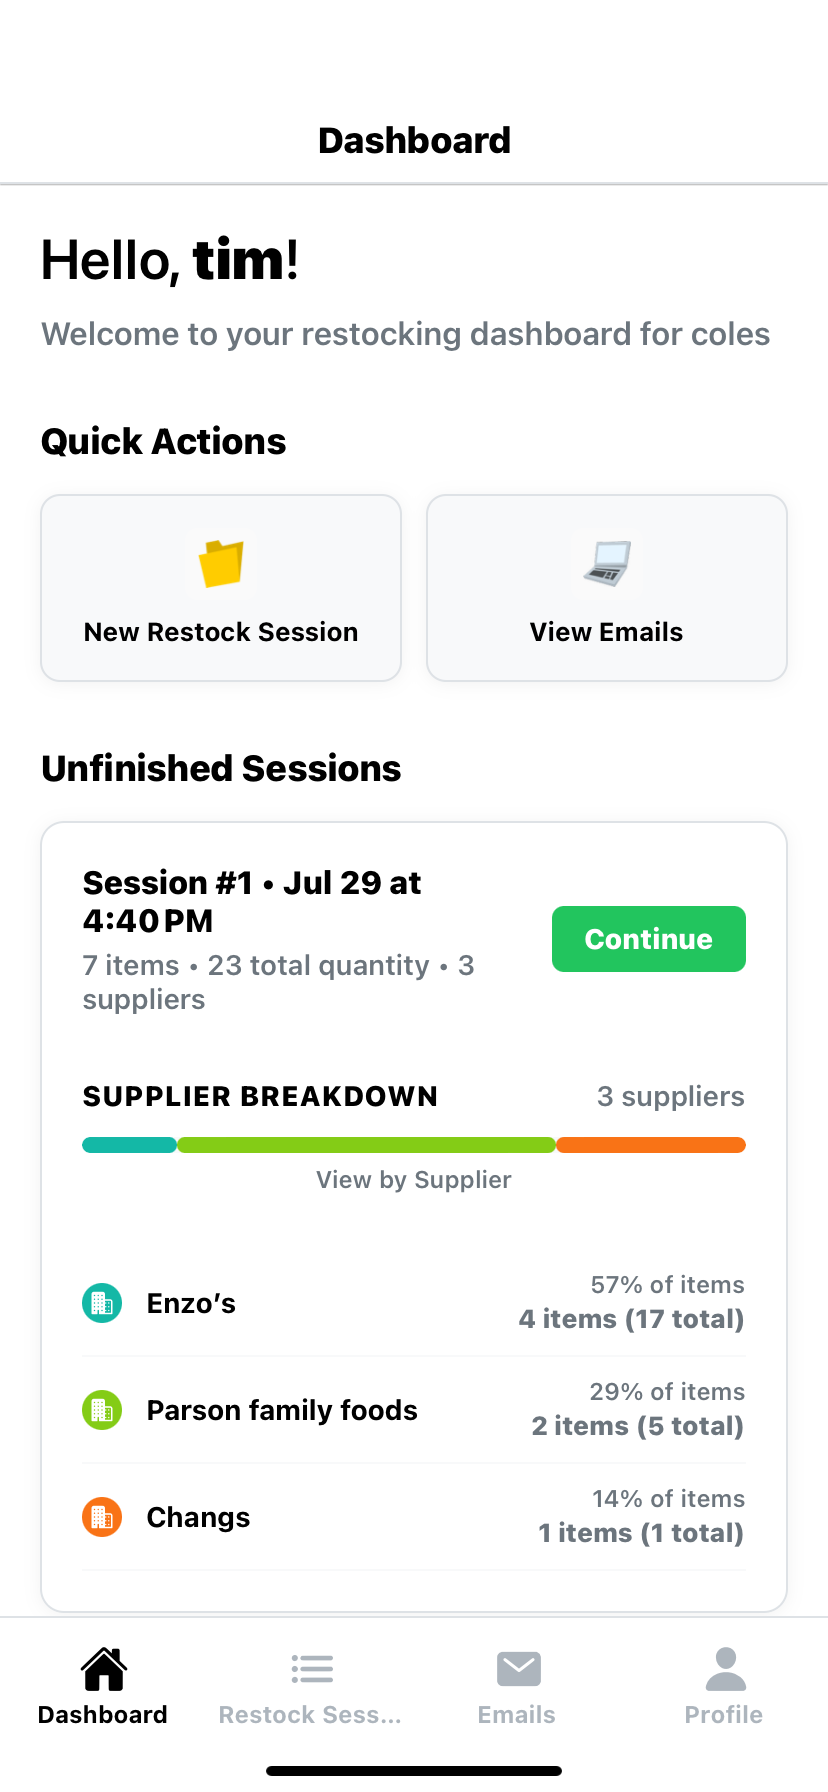 Dashboard
Hello, tim!
Welcome to your restocking dashboard for coles
Quick Actions
New Restock Session
View Emails
Unfinished Sessions
Session #1 • Jul 29 at
4:40 PM
7 items • 23 total quantity • 3
suppliers
Continue
SUPPLIER BREAKDOWN
3 suppliers
View by Supplier
Enzo’s
57% of items
4 items (17 total)
Parson family foods
29% of items
2 items (5 total)
Changs
14% of items
1 items (1 total)
Dashboard
Restock Sess...
Emails
Profile